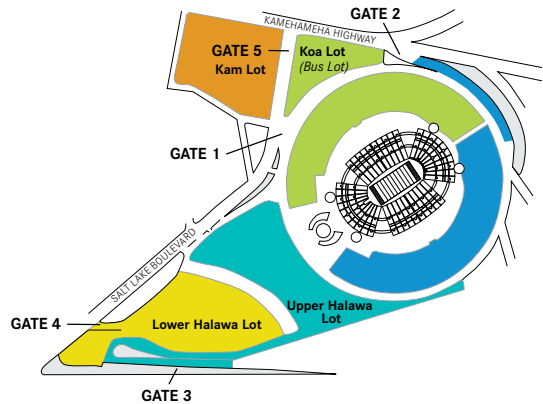 GATE 2
KAMEHAMEHA HIGHWAY
GATE 5
Kam Lot
Koa Lot
(Bus Lot)
GATE 1
SALT LAKE BOULEVARD
Upper Halawa
Lot
GATE 4
Lower Halawa Lot
GATE 3